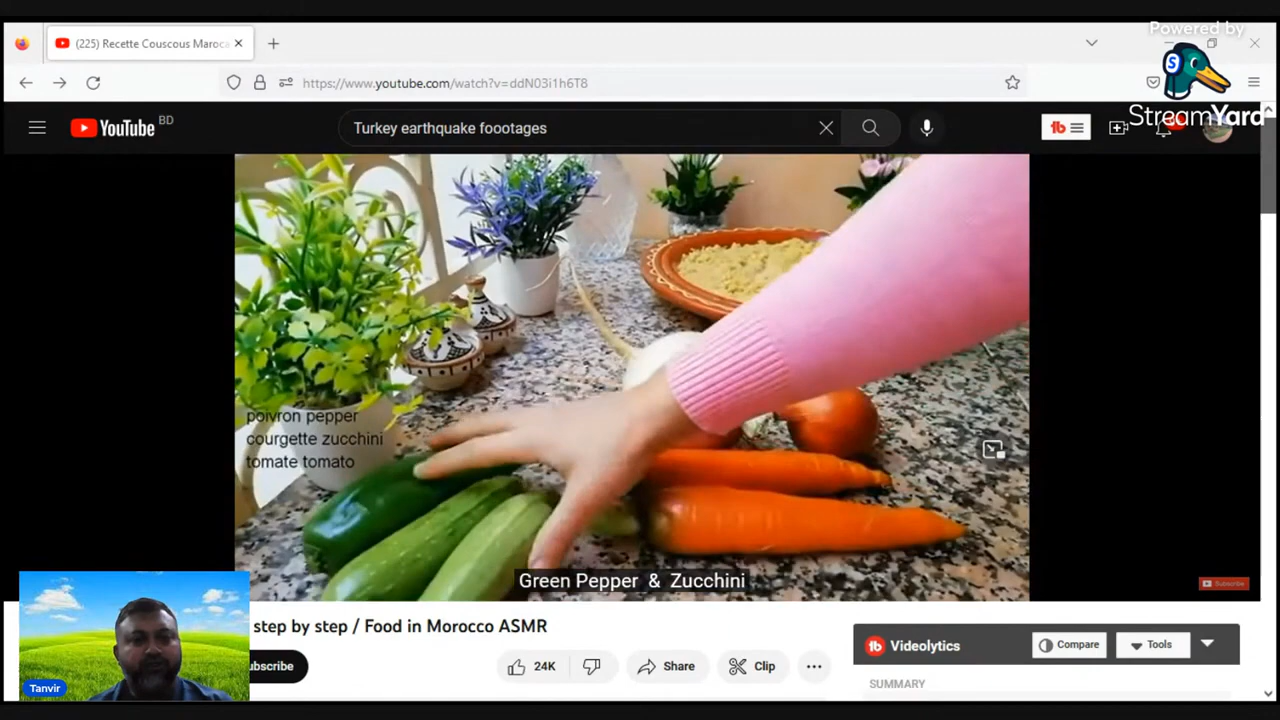 Powered by
StreamYard
(225) Recette Couscous Maroca
https://www.youtube.com/watch?v=ddN03i1h6T8
YouTube BD
Turkey earthquake foootages
poivron pepper
courgette zucchini
tomate tomato
Green Pepper & Zucchini
Subscribe
step by step / Food in Morocco ASMR
ubscribe
24K
Share
Clip
Videolytics
Compare
Tools
SUMMARY
Tanvir